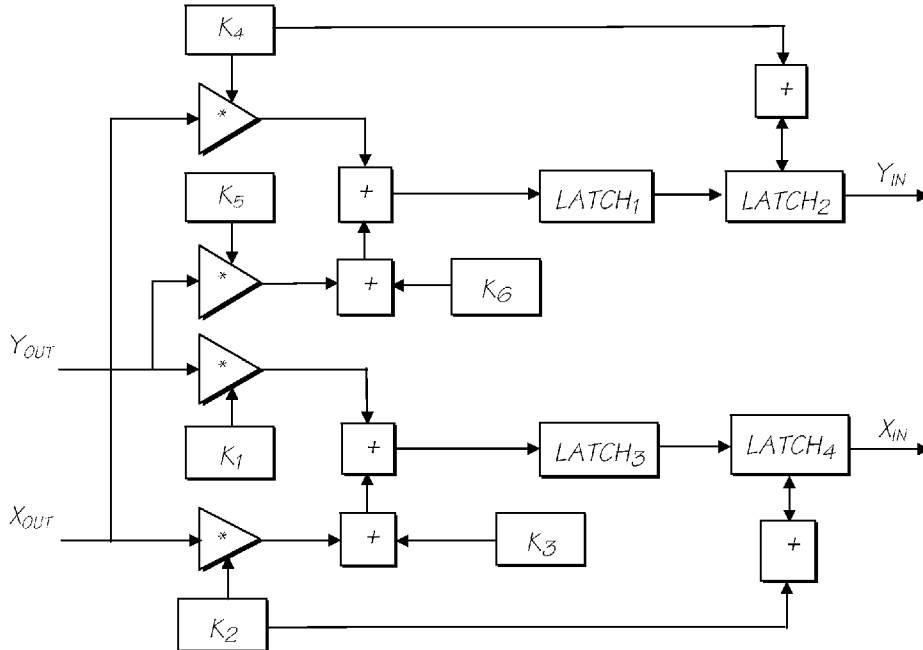 K4
+
*
K5
+
LATCH1
LATCH2
YIN
*
+
K6
YOUT
*
K1
+
LATCH3
LATCH4
XIN
XOUT
*
+
K3
+
K2